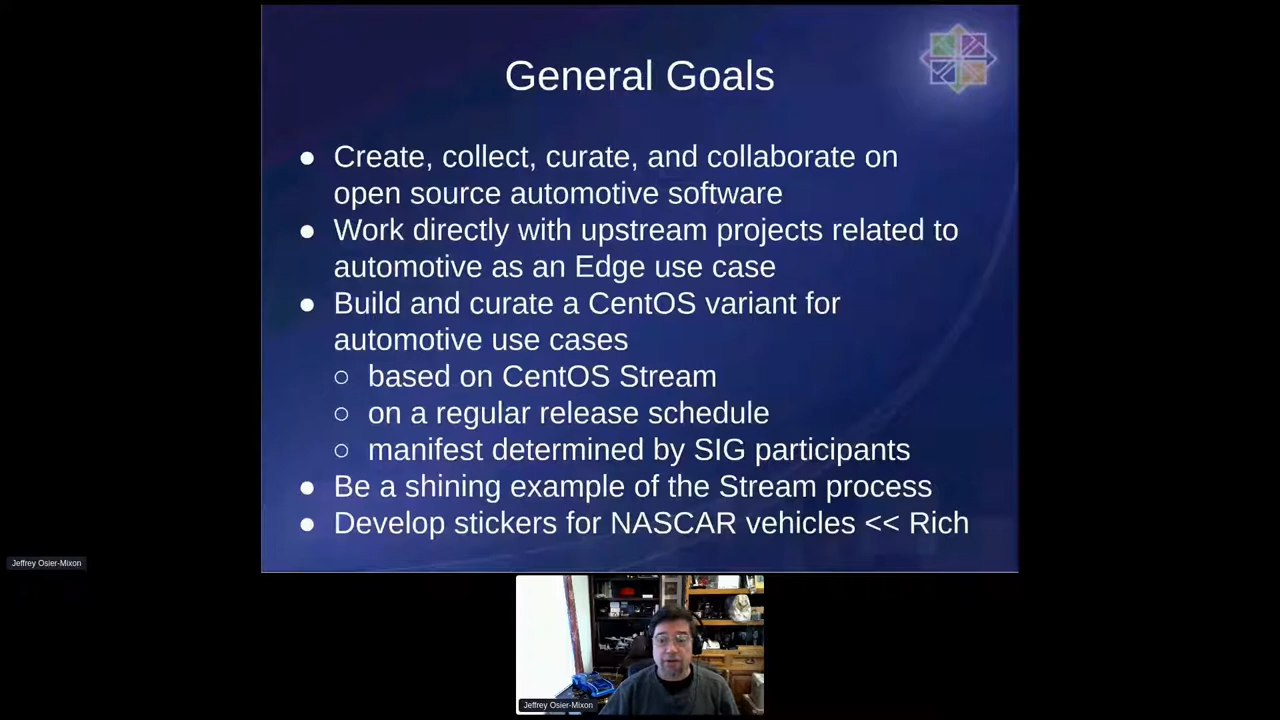 General Goals
● Create, collect, curate, and collaborate on
open source automotive software
● Work directly with upstream projects related to
automotive as an Edge use case
● Build and curate a CentOS variant for
automotive use cases
○ based on CentOS Stream
○ on a regular release schedule
○ manifest determined by SIG participants
● Be a shining example of the Stream process
● Develop stickers for NASCAR vehicles << Rich
Jeffrey Osier-Mixon
Jeffrey Osier-Mixon